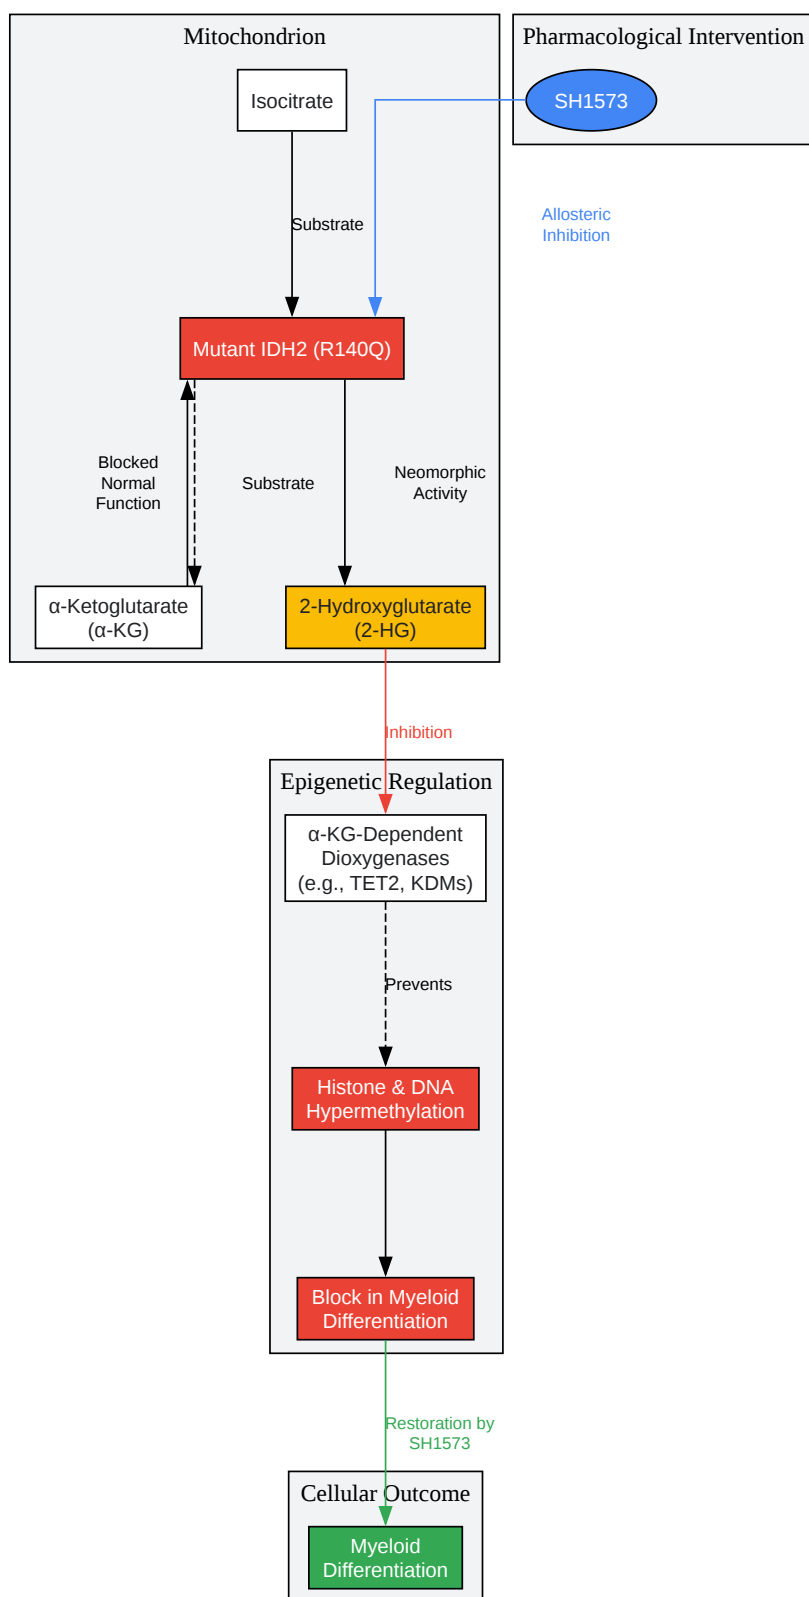 Mitochondrion
Pharmacological Intervention
Isocitrate
SH1573
Substrate
Allosteric
Inhibition
Mutant IDH2 (R140Q)
Blocked
Normal
Function
Substrate
Neomorphic
Activity
α-Ketoglutarate
(α-KG)
2-Hydroxyglutarate
(2-HG)
Inhibition
Epigenetic Regulation
α-KG-Dependent
Dioxygenases
(e.g., TET2, KDMs)
Prevents
Histone & DNA
Hypermethylation
Block in Myeloid
Differentiation
Restoration by
SH1573
Cellular Outcome
Myeloid
Differentiation